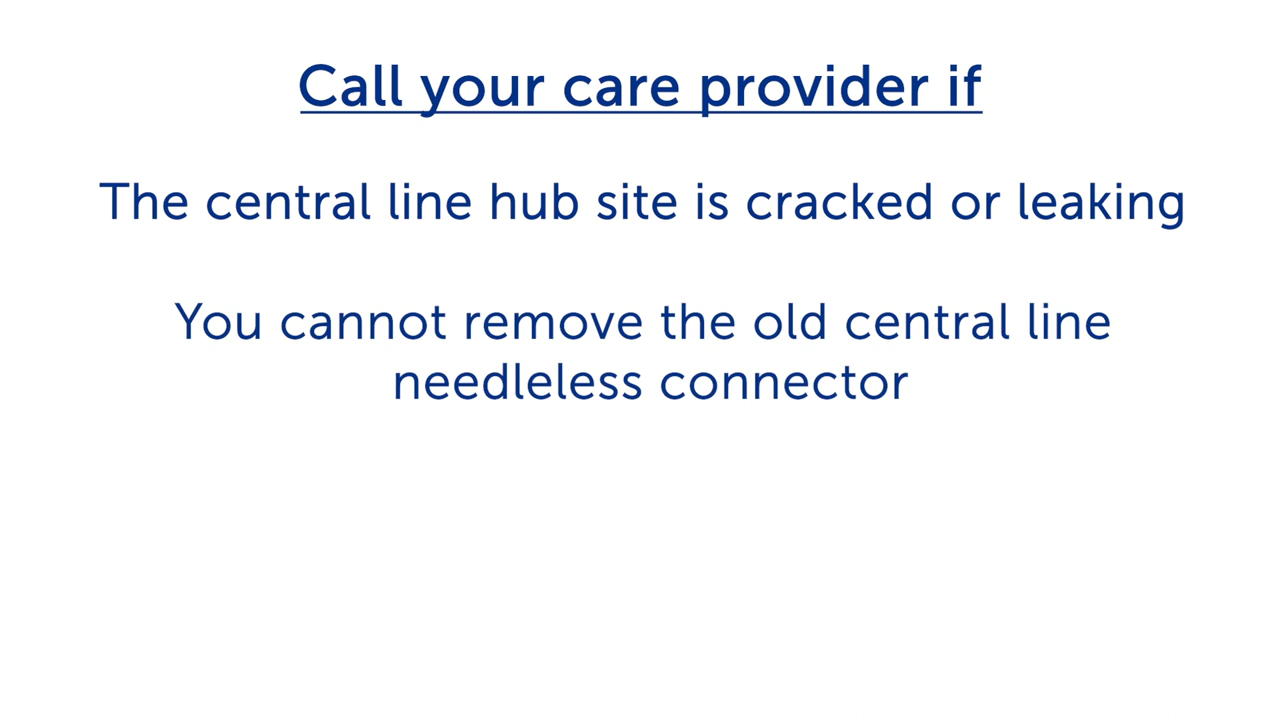 Call your care provider if
The central line hub site is cracked or leaking
You cannot remove the old central line
needleless connector